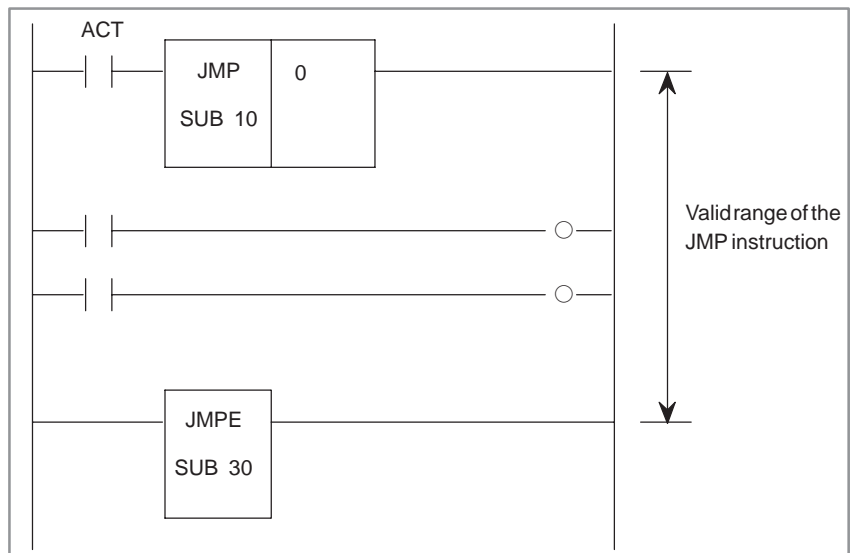 ACT
JMP
0
SUB 10
Valid range of the
JMP instruction
JMPE
SUB 30